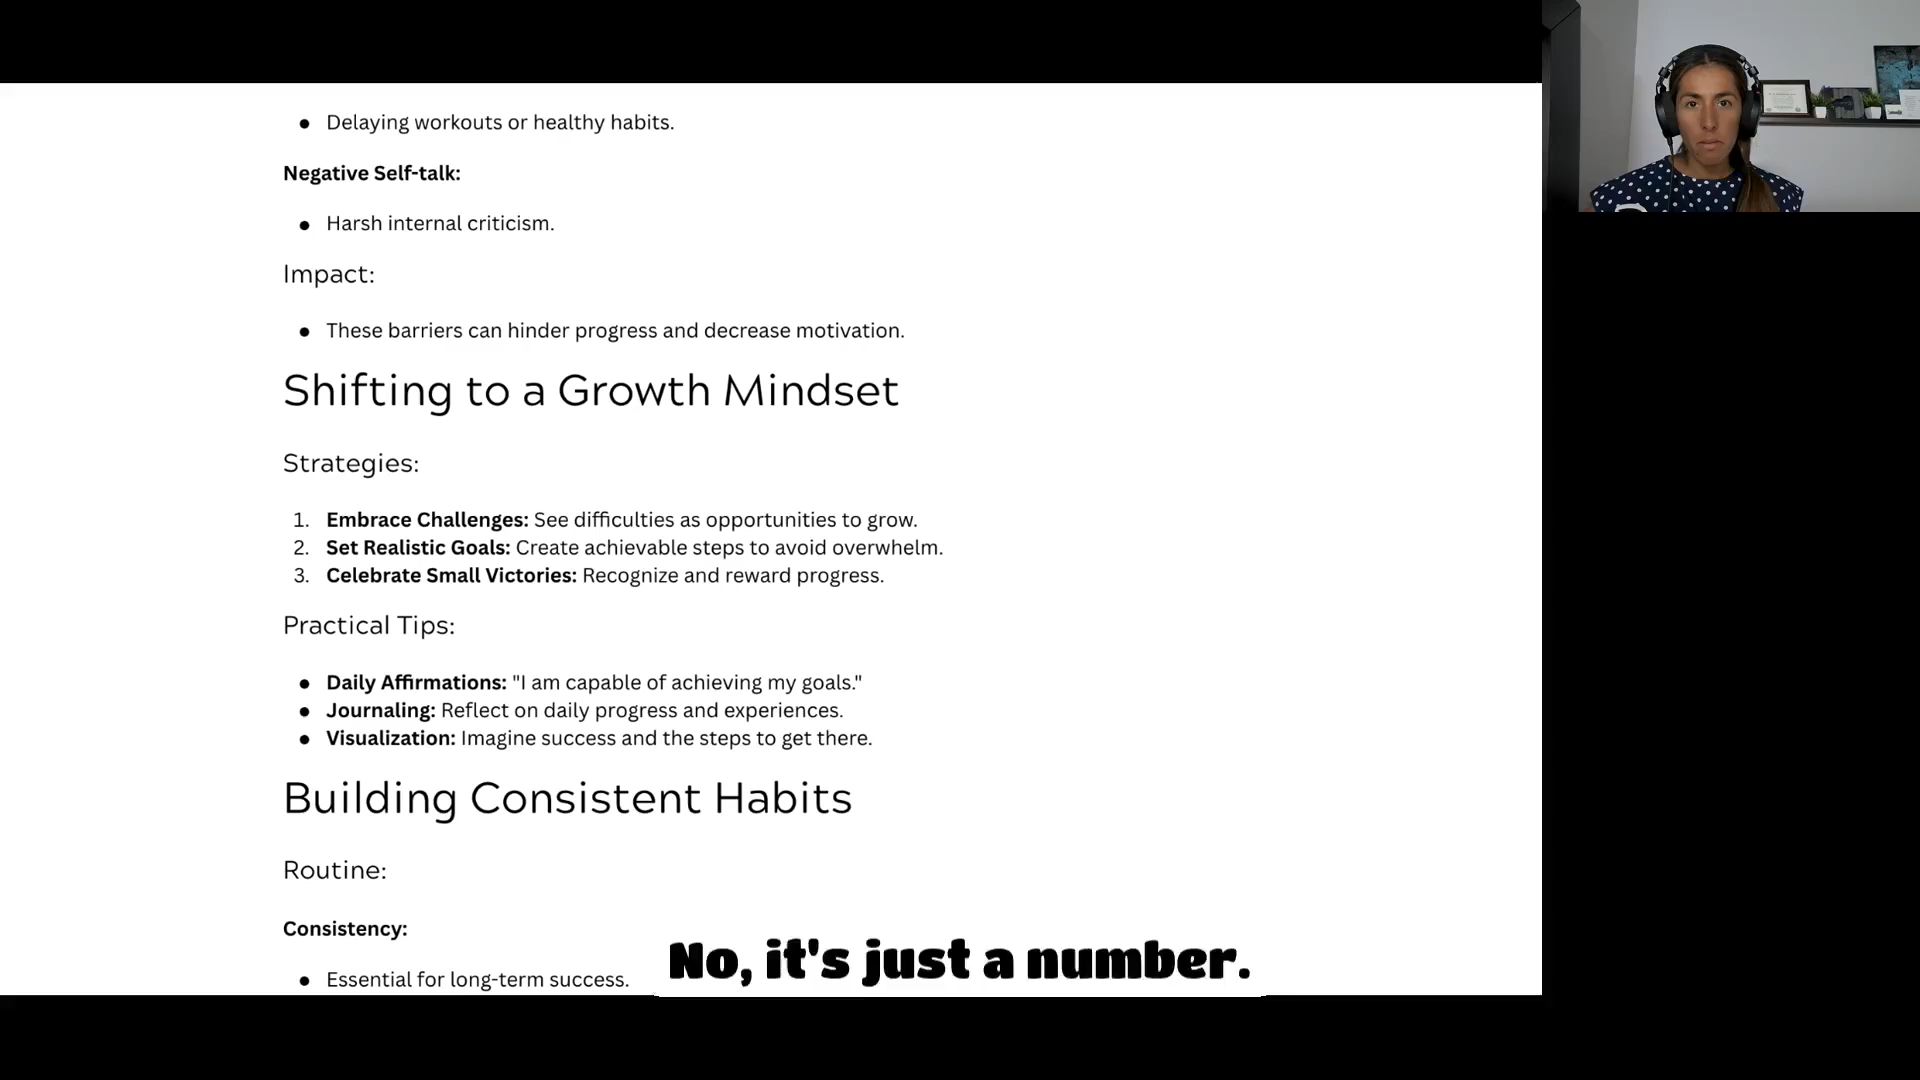 ● Delaying workouts or healthy habits.
Negative Self-talk:
● Harsh internal criticism.
Impact:
● These barriers can hinder progress and decrease motivation.
Shifting to a Growth Mindset
Strategies:
1. Embrace Challenges: See difficulties as opportunities to grow.
2. Set Realistic Goals: Create achievable steps to avoid overwhelm.
3. Celebrate Small Victories: Recognize and reward progress.
Practical Tips:
● Daily Affirmations: "I am capable of achieving my goals."
● Journaling: Reflect on daily progress and experiences.
● Visualization: Imagine success and the steps to get there.
Building Consistent Habits
Routine:
Consistency:
● Essential for long-term success.
No, it's just a number.